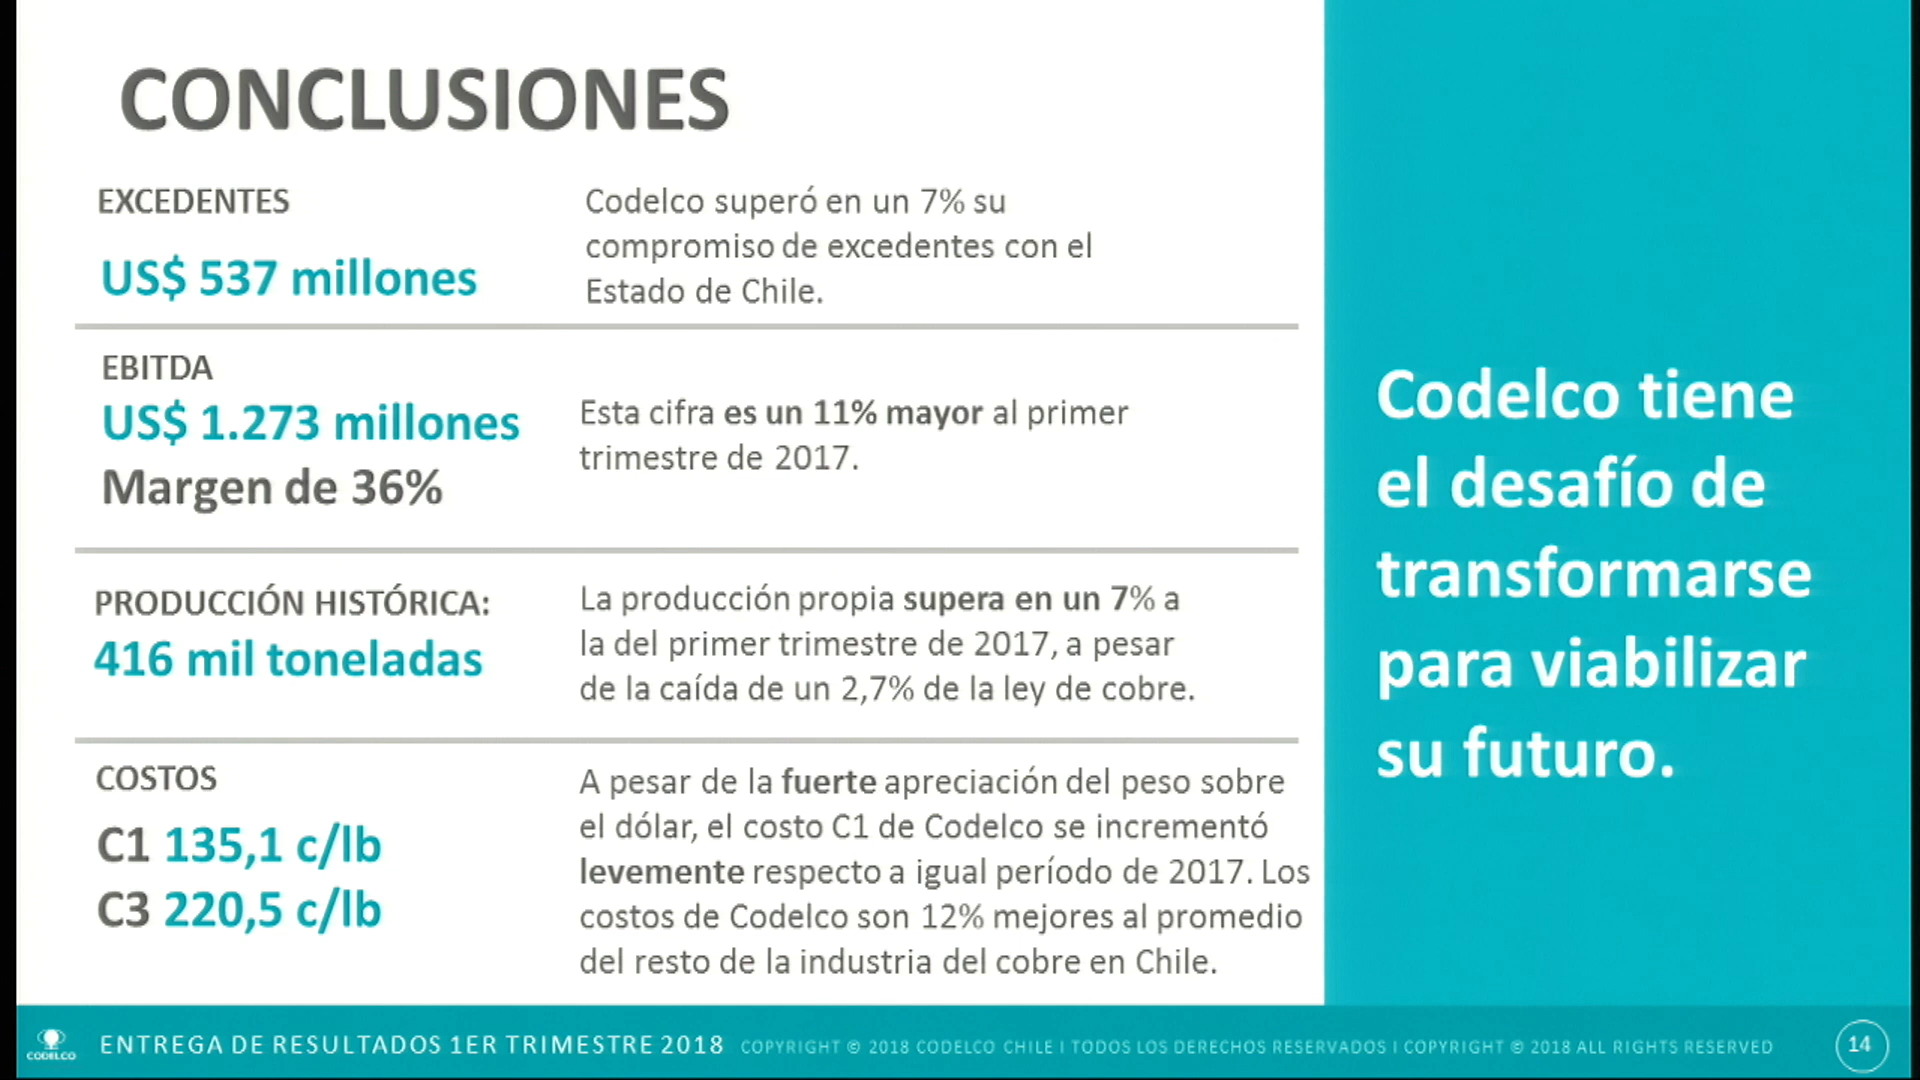 CONCLUSIONES
EXCEDENTES
US$ 537 millones
Codelco superó en un 7% su
compromiso de excedentes con el
Estado de Chile.
EBITDA
US$ 1.273 millones
Margen de 36%
Esta cifra es un 11% mayor al primer
trimestre de 2017.
PRODUCCIÓN HISTÓRICA:
416 mil toneladas
La producción propia supera en un 7% a
la del primer trimestre de 2017, a pesar
de la caída de un 2,7% de la ley de cobre.
COSTOS
C1 135,1 c/lb
C3 220,5 c/lb
A pesar de la fuerte apreciación del peso sobre
el dólar, el costo C1 de Codelco se incrementó
levemente respecto a igual período de 2017. Los
costos de Codelco son 12% mejores al promedio
del resto de la industria del cobre en Chile.
Codelco tiene
el desafío de
transformarse
para viabilizar
su futuro.
CODELCO
ENTREGA DE RESULTADOS 1ER TRIMESTRE 2018 COPYRIGHT © 2018 CODELCO CHILE | TODOS LOS DERECHOS RESERVADOS | COPYRIGHT © 2018 ALL RIGHTS RESERVED
14